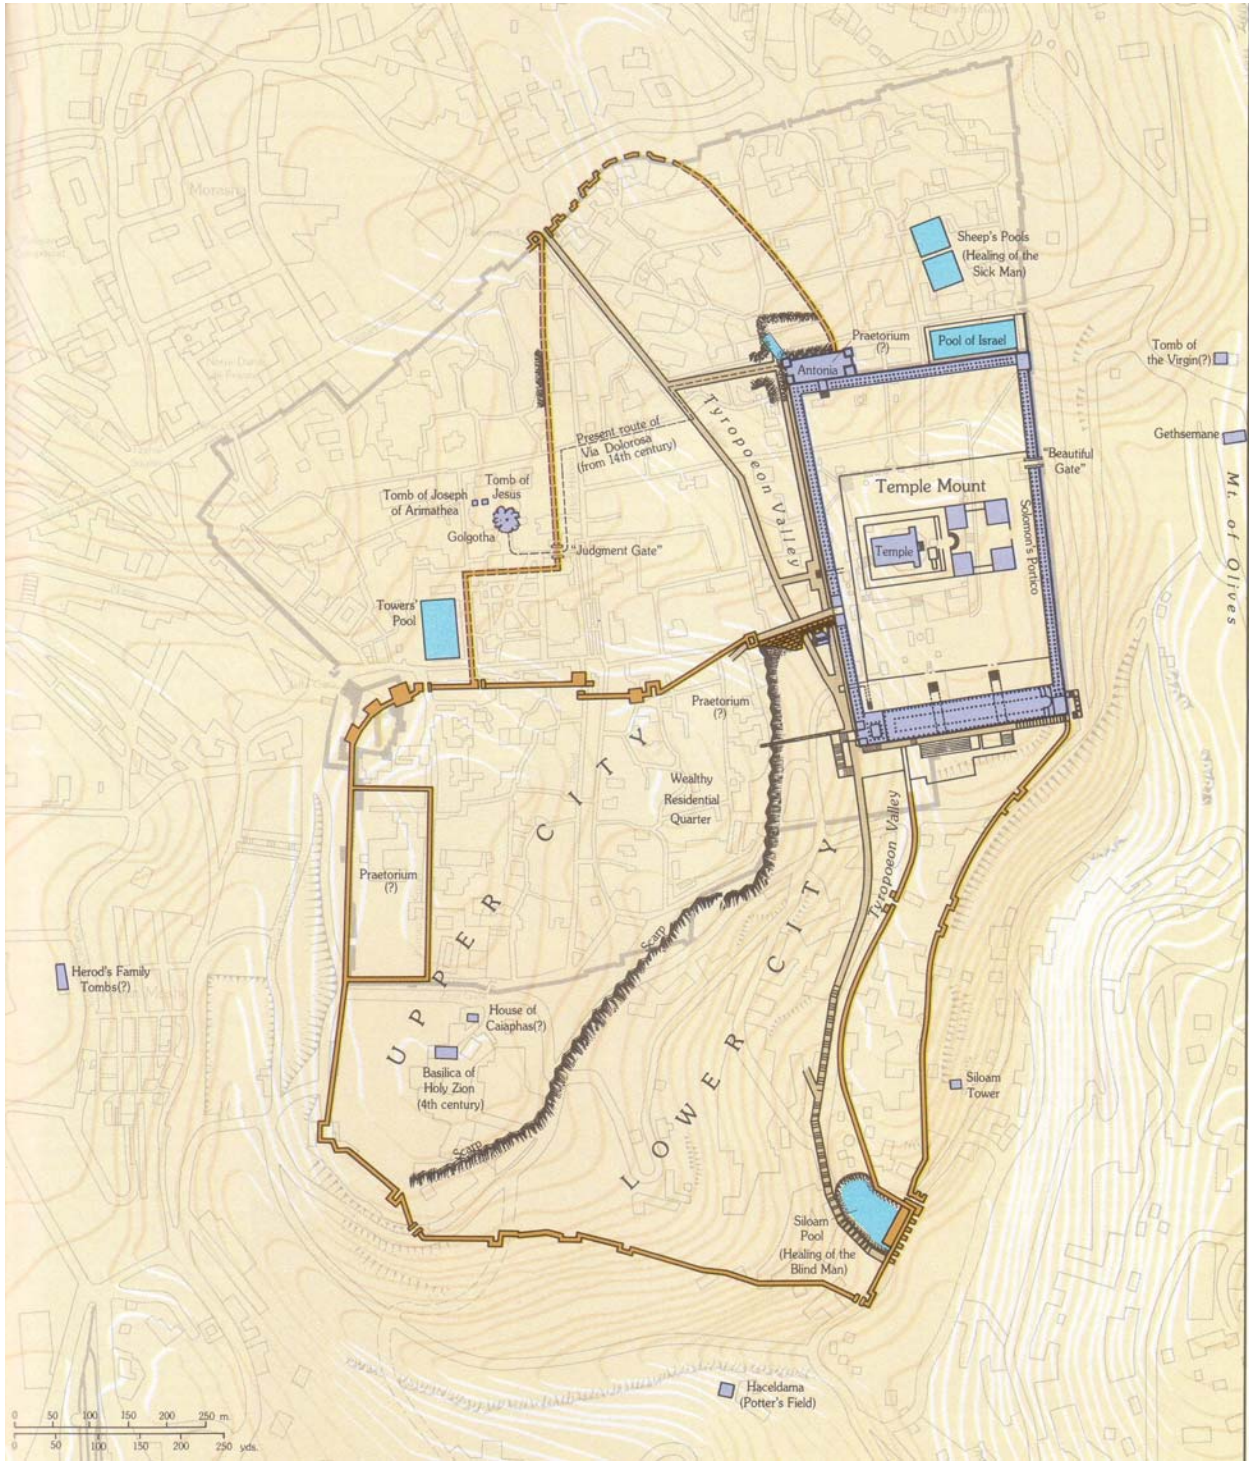 Morasha
Sheep's Pools
(Healing of the
Sick Man)
Praetorium
(?)
Pool of Israel
Tomb of
the Virgin(?)
Antonia
Gethsemane
Tyropoeon Valley
Present route of
Via Dolorosa
(from 14th century)
"Beautiful
Gate"
Mt. of Olives
Temple Mount
Solomon's Portico
Tomb of Joseph
of Arimathea
Tomb of
Jesus
Golgotha
"Judgment Gate"
Temple
Towers'
Pool
Praetorium
(?)
Wealthy
Residential
Quarter
UPPER CITY
Tyropoeon Valley
Praetorium
(?)
Scarp
LOWER CITY
Herod's Family
Tombs(?)
House of
Caiaphas(?)
Basilica of
Holy Zion
(4th century)
Siloam
Tower
Scarp
Siloam
Pool
(Healing of the
Blind Man)
Haceldama
(Potter's Field)
0 50 100 150 200 250 m.
0 50 100 150 200 250 yds.